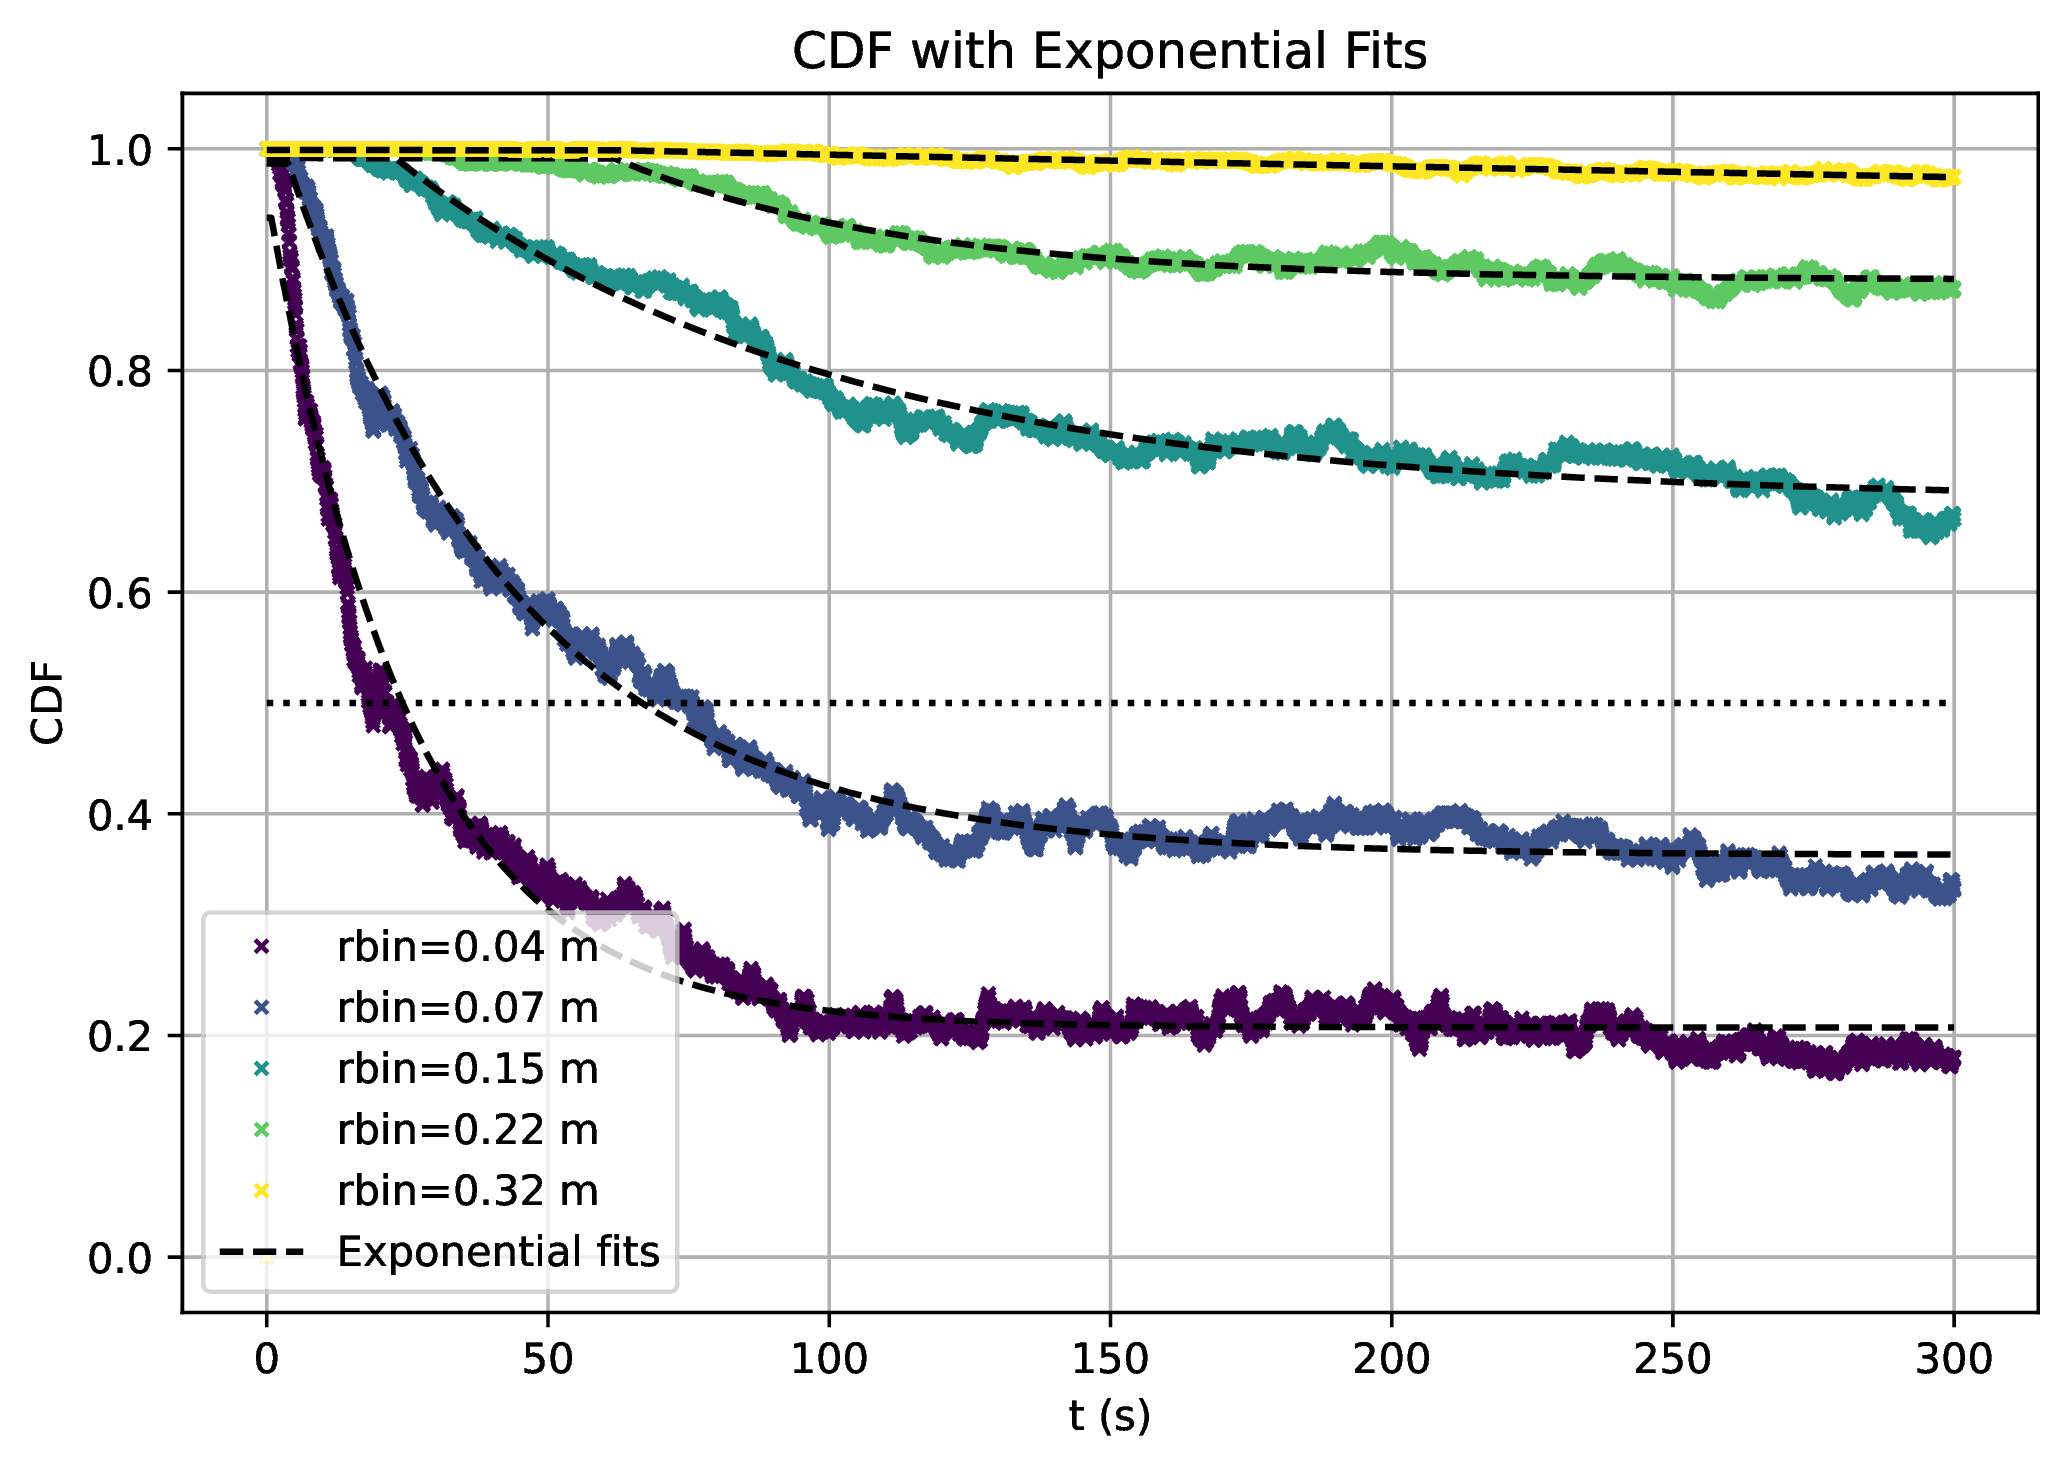 CDF with Exponential Fits
CDF
1.0
0.8
0.6
0.4
0.2
0.0
rbin=0.04 m
rbin=0.07 m
rbin=0.15 m
rbin=0.22 m
rbin=0.32 m
Exponential fits
0 50 100 150 200 250 300
t (s)